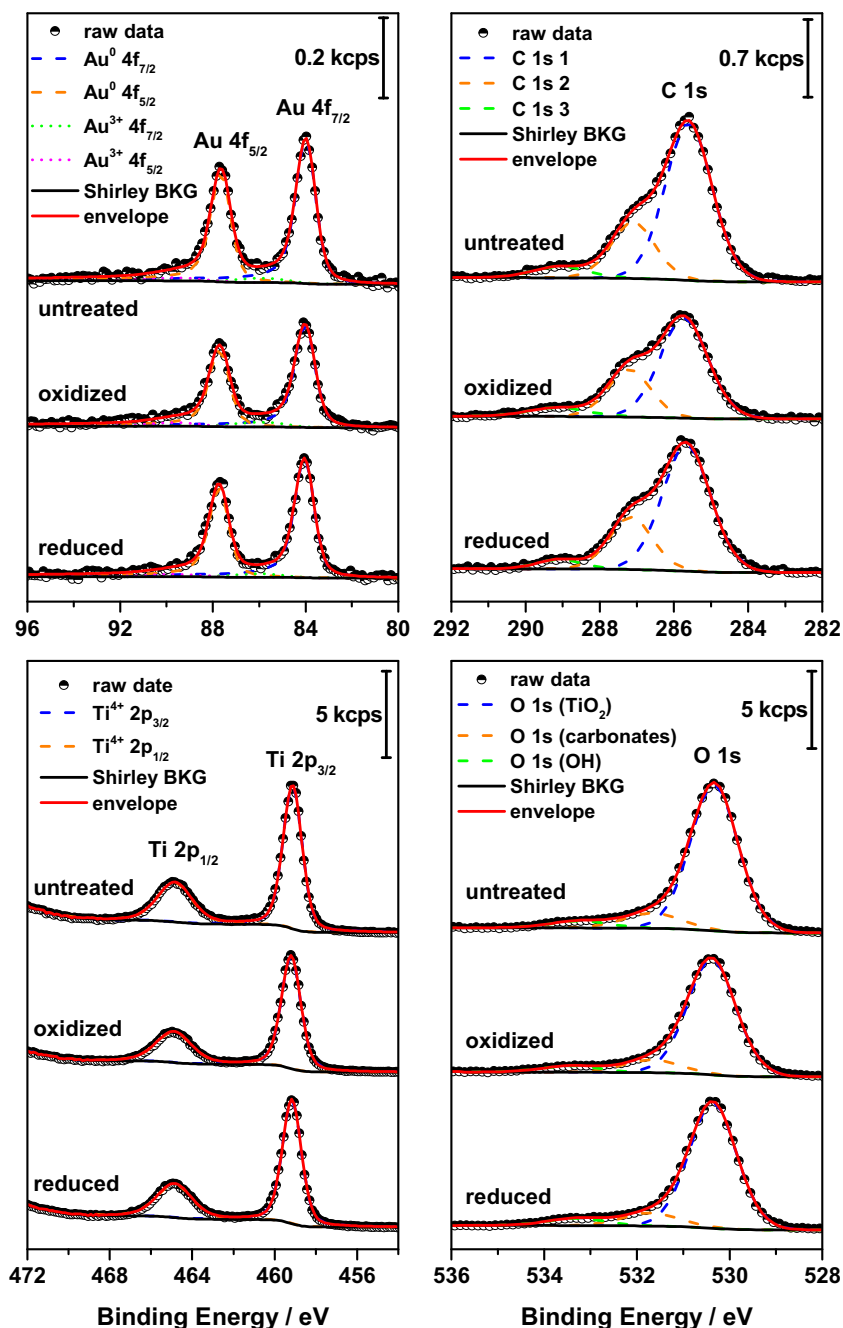 raw data
Au⁰ 4f₇/₂
Au⁰ 4f₅/₂
Au³⁺ 4f₇/₂
Au³⁺ 4f₅/₂
Shirley BKG
envelope
0.2 kcps
Au 4f₇/₂
Au 4f₅/₂
untreated
oxidized
reduced
96 92 88 84 80
raw data
C 1s 1
C 1s 2
C 1s 3
Shirley BKG
envelope
0.7 kcps
C 1s
untreated
oxidized
reduced
292 290 288 286 284 282
raw date
Ti⁴⁺ 2p₃/₂
Ti⁴⁺ 2p₁/₂
Shirley BKG
envelope
5 kcps
Ti 2p₃/₂
Ti 2p₁/₂
untreated
oxidized
reduced
472 468 464 460 456
Binding Energy / eV
raw data
O 1s (TiO₂)
O 1s (carbonates)
O 1s (OH)
Shirley BKG
envelope
5 kcps
O 1s
untreated
oxidized
reduced
536 534 532 530 528
Binding Energy / eV